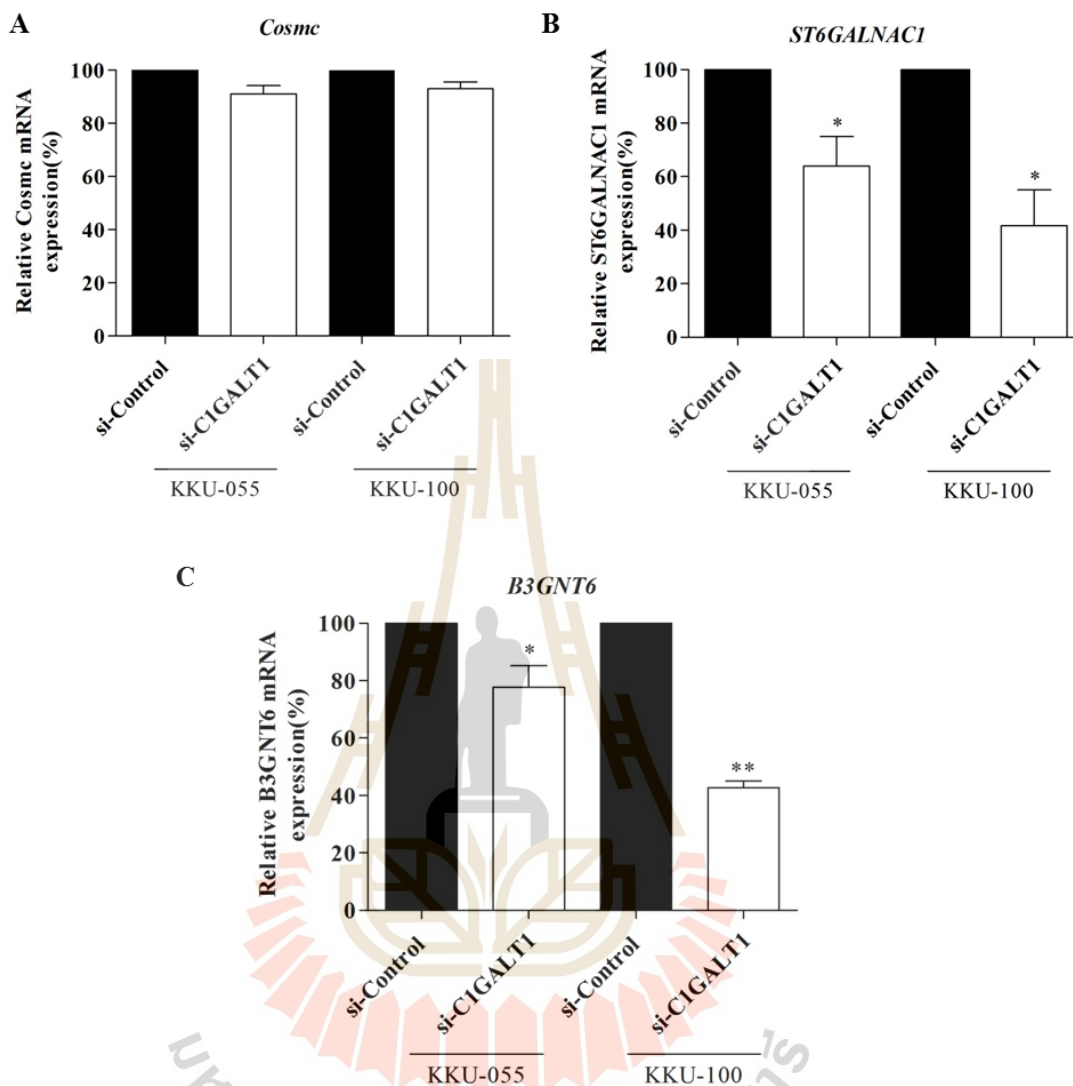 A
Cosmc
Relative Cosmc mRNA
expression(%)
100
80
60
40
20
0
si-Control
si-C1GALT1
si-Control
si-C1GALT1
KKU-055
KKU-100
B
ST6GALNAC1
Relative ST6GALNAC1 mRNA
expression(%)
100
80
60
40
20
0
*
*
si-Control
si-C1GALT1
si-Control
si-C1GALT1
KKU-055
KKU-100
C
B3GNT6
Relative B3GNT6 mRNA
expression(%)
100
80
60
40
20
0
*
**
si-Control
si-C1GALT1
si-Control
si-C1GALT1
KKU-055
KKU-100